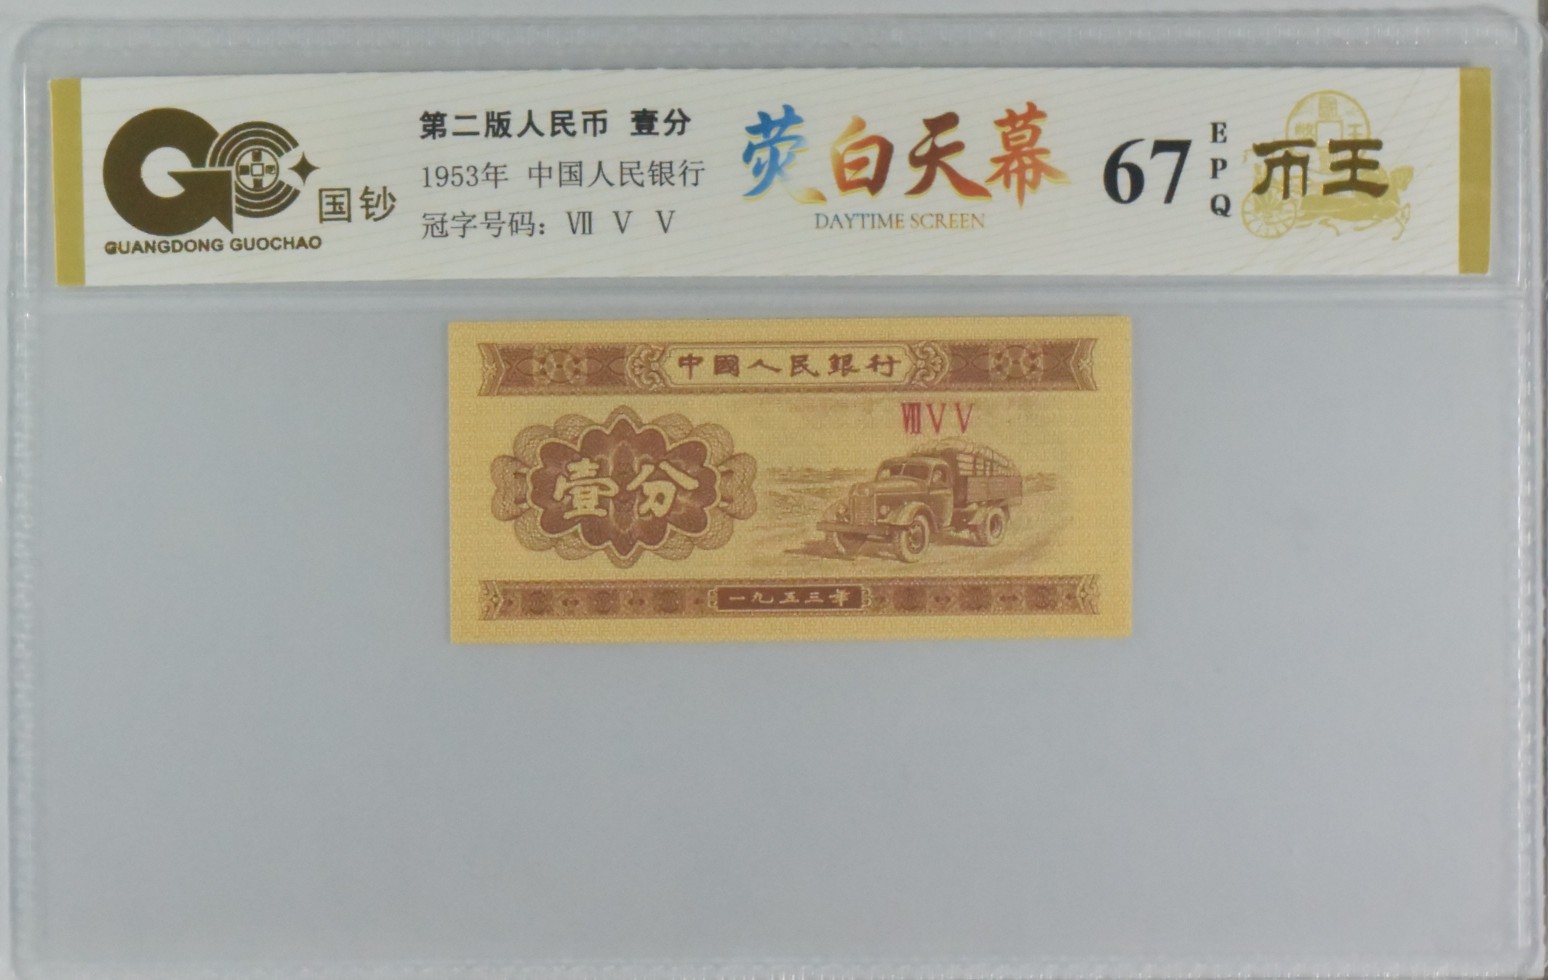 国钞
GUANGDONG GUOCHAO
第二版人民币 壹分
1953年 中国人民银行
冠字号码: Ⅶ Ⅴ Ⅴ
荧白天幕
DAYTIME SCREEN
67
EPQ
币王
中國人民銀行
ⅦⅤⅤ
壹分
一九五三年